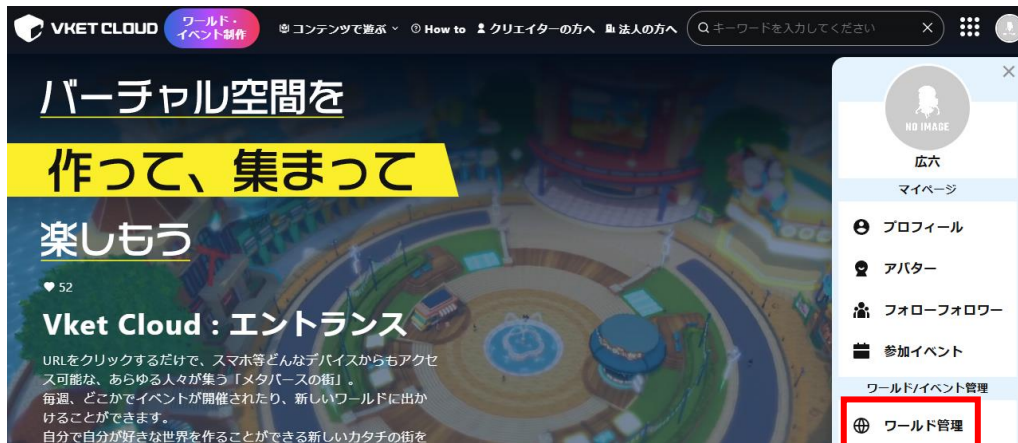 VKET CLOUD
ワールド・
イベント制作
コンテンツで遊ぶ
How to
クリエイターの方へ
法人の方へ
キーワードを入力してください
バーチャル空間を
作って、集まって
楽しもう
52
Vket Cloud : エントランス
URLをクリックするだけで、スマホ等どんなデバイスからもアクセ
ス可能な、あらゆる人々が集う「メタバースの街」。
毎週、どこかでイベントが開催されたり、新しいワールドに出か
けることができます。
自分で自分が好きな世界を作ることができる新しいカタチの街を
NO IMAGE
広六
マイページ
プロフィール
アバター
フォローフォロワー
参加イベント
ワールド/イベント管理
ワールド管理